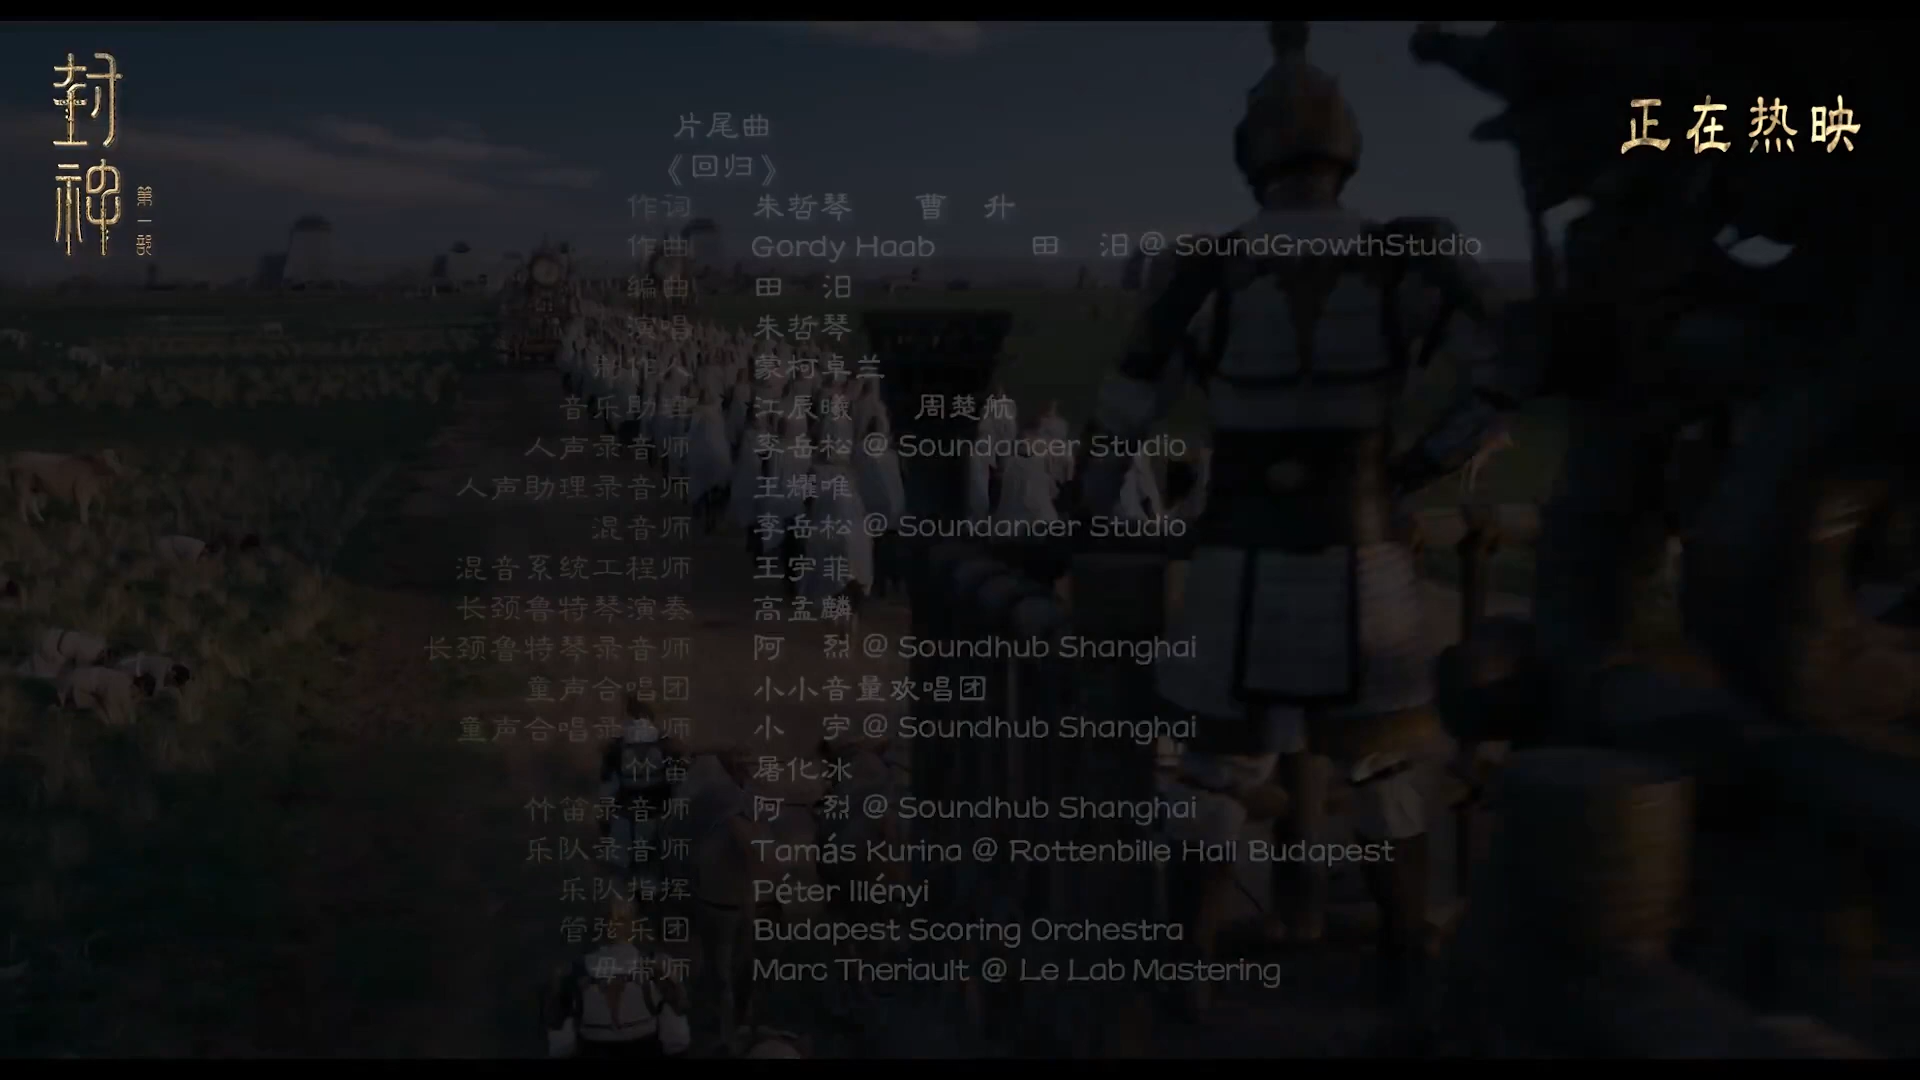 封神
第一部
正在热映
片尾曲
《回归》
作词 朱哲琴 曹 升
作曲 Gordy Haab 田 汨 @ SoundGrowthStudio
编曲 田 汨
演唱 朱哲琴
制作人 蒙柯卓兰
音乐助理 江辰曦 周楚航
人声录音师 李岳松 @ Soundancer Studio
人声助理录音师 王耀唯
混音师 李岳松 @ Soundancer Studio
混音系统工程师 王宇菲
长颈鲁特琴演奏 高孟麟
长颈鲁特琴录音师 阿 烈 @ Soundhub Shanghai
童声合唱团 小小音量欢唱团
童声合唱录音师 小 宇 @ Soundhub Shanghai
竹笛 屠化冰
竹笛录音师 阿 烈 @ Soundhub Shanghai
乐队录音师 Tamás Kurina @ Rottenbille Hall Budapest
乐队指挥 Péter Illényi
管弦乐团 Budapest Scoring Orchestra
母带师 Marc Theriault @ Le Lab Mastering